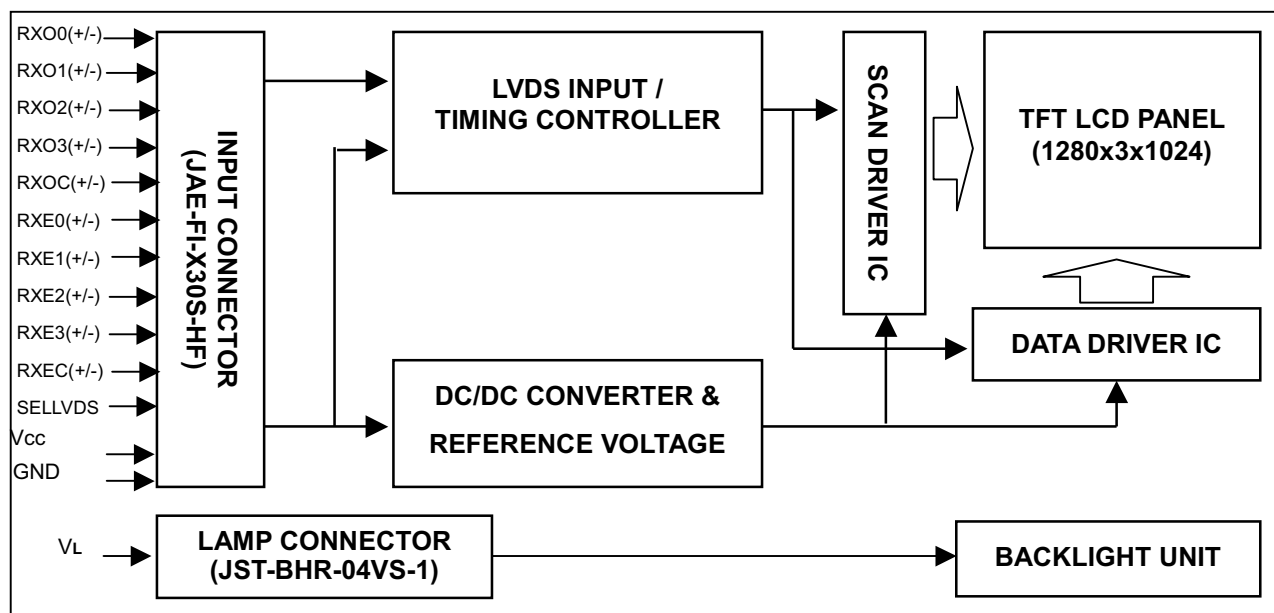 RXO0(+/-)
RXO1(+/-)
RXO2(+/-)
RXO3(+/-)
RXOC(+/-)
RXE0(+/-)
RXE1(+/-)
RXE2(+/-)
RXE3(+/-)
RXEC(+/-)
SELLVDS
Vcc
GND
VL
INPUT CONNECTOR
(JAE-FI-X30S-HF)
LVDS INPUT /
TIMING CONTROLLER
SCAN DRIVER IC
TFT LCD PANEL
(1280x3x1024)
DATA DRIVER IC
DC/DC CONVERTER &
REFERENCE VOLTAGE
LAMP CONNECTOR
(JST-BHR-04VS-1)
BACKLIGHT UNIT